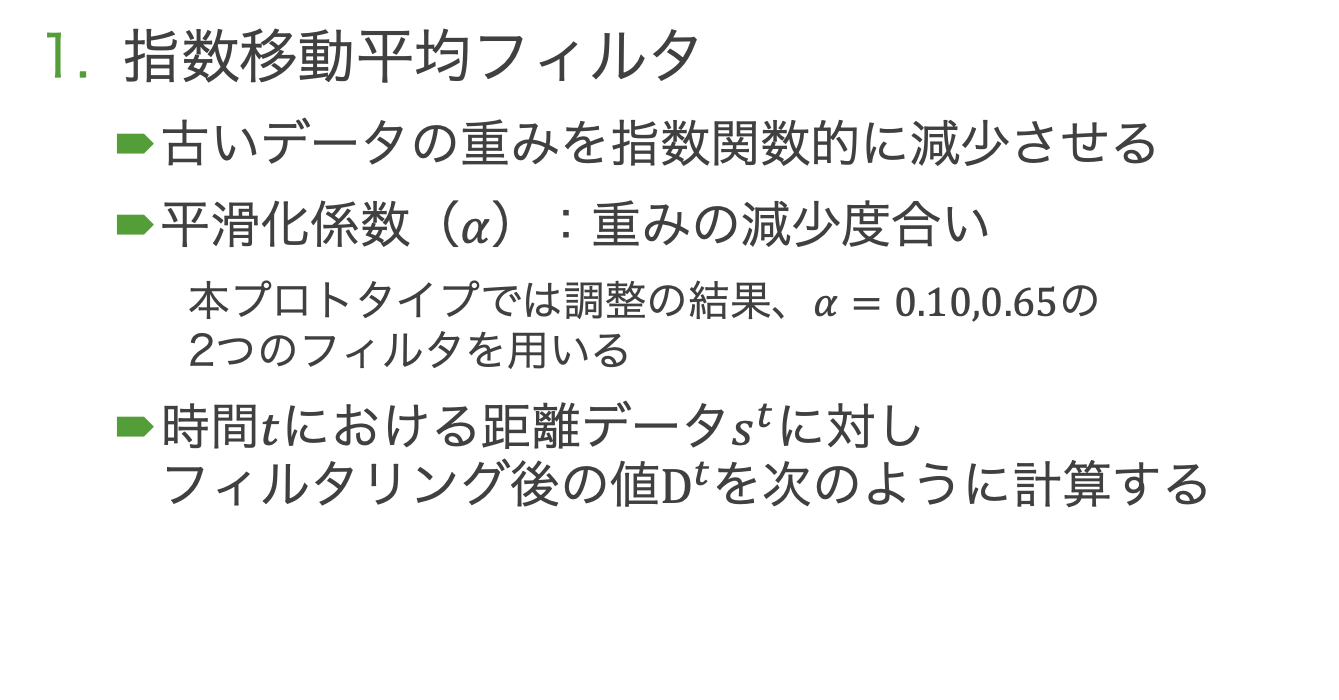 1. 指数移動平均フィルタ
古いデータの重みを指数関数的に減少させる
平滑化係数（α）：重みの減少度合い
本プロトタイプでは調整の結果、α = 0.10,0.65の
2つのフィルタを用いる
時間tにおける距離データsᵗに対し
フィルタリング後の値Dᵗを次のように計算する